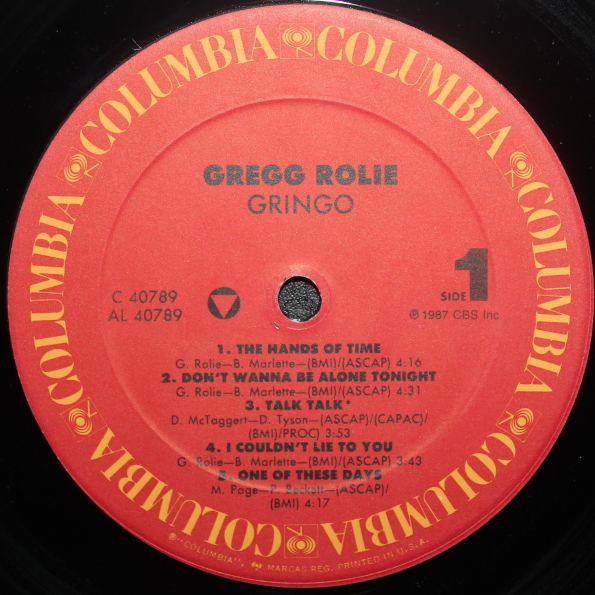 COLUMBIA COLUMBIA COLUMBIA COLUMBIA COLUMBIA COLUMBIA COLUMBIA
GREGG ROLIE
GRINGO
C 40789
AL 40789
SIDE 1
℗ 1987 CBS Inc.
1. THE HANDS OF TIME
G. Rolie—B. Marlette—(BMI)/(ASCAP) 4:16
2. DON'T WANNA BE ALONE TONIGHT
G. Rolie—B. Marlette—(BMI)/(ASCAP) 4:31
3. TALK TALK*
D. McTaggert—D. Tyson—(ASCAP)/(CAPAC)/
(BMI)/PROC) 3:53
4. I COULDN'T LIE TO YOU
G. Rolie—B. Marlette—(BMI)/(ASCAP) 3:43
5. ONE OF THESE DAYS
M. Page—P. Beckett—(ASCAP)/
(BMI) 4:17
®-"COLUMBIA", MARCAS REG. PRINTED IN U.S.A.